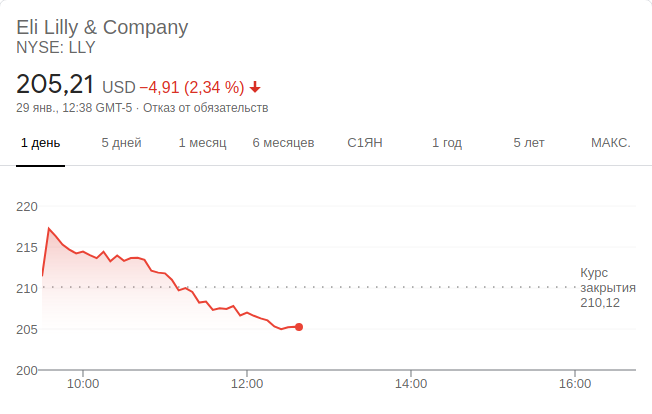 Eli Lilly & Company
NYSE: LLY
205,21 USD −4,91 (2,34 %)
29 янв., 12:38 GMT-5 · Отказ от обязательств
1 день 5 дней 1 месяц 6 месяцев С1ЯН 1 год 5 лет МАКС.
220
215
210
205
200
Курс
закрытия
210,12
10:00 12:00 14:00 16:00